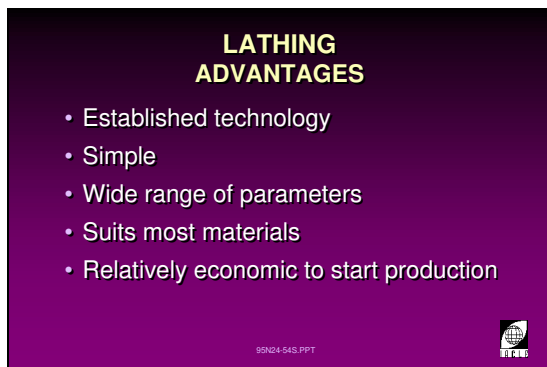 LATHING
ADVANTAGES
• Established technology
• Simple
• Wide range of parameters
• Suits most materials
• Relatively economic to start production
95N24-54S.PPT
IACLE